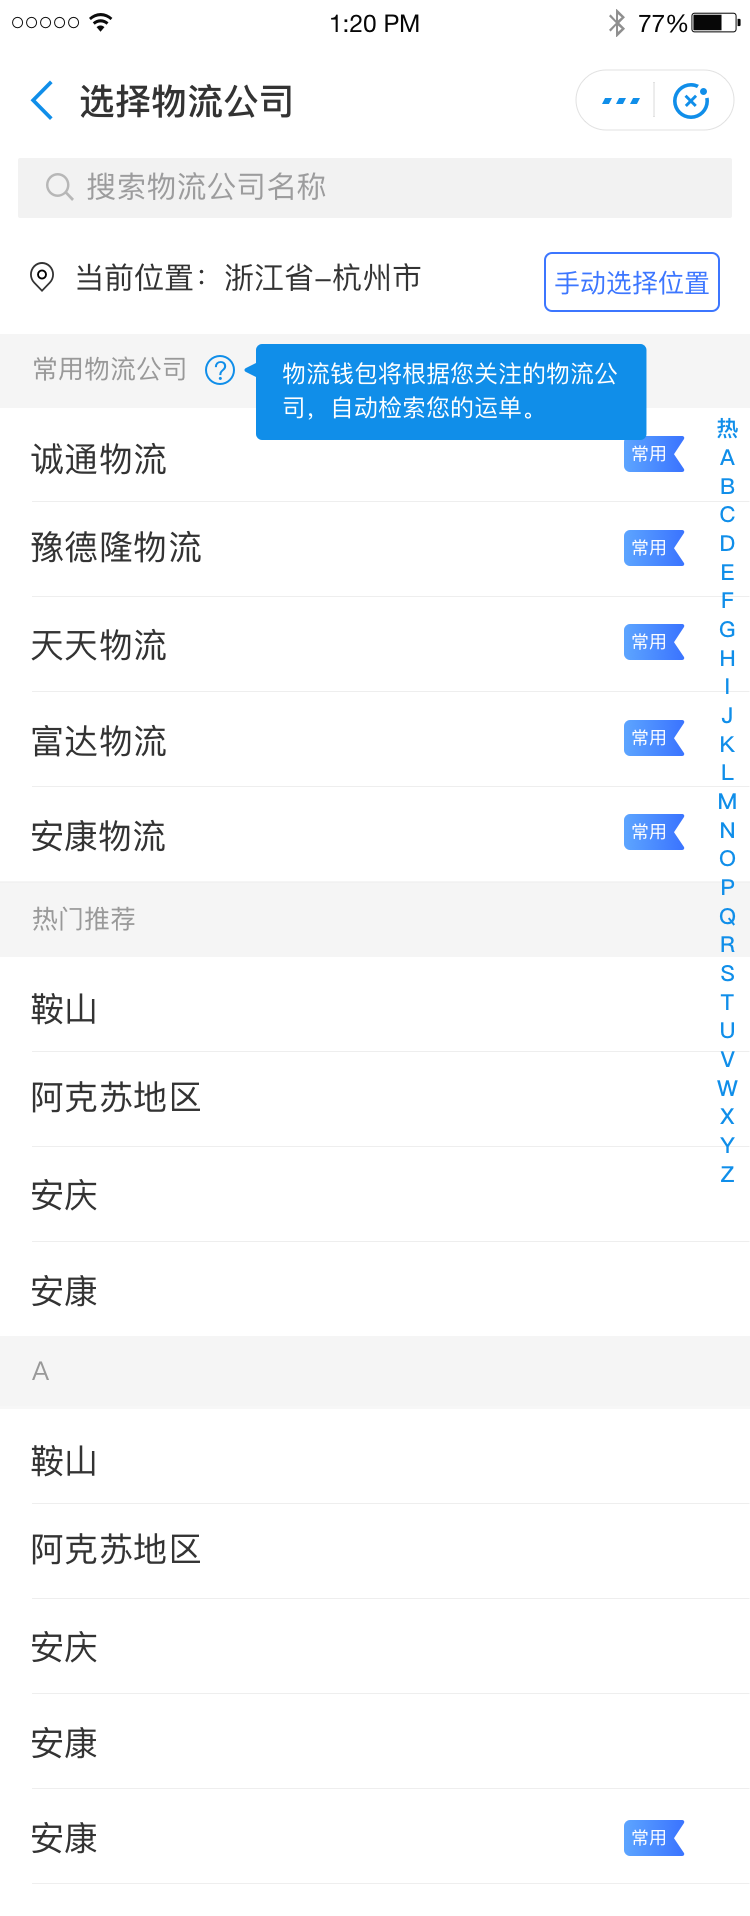 1:20 PM
77%
选择物流公司
搜索物流公司名称
当前位置：浙江省–杭州市
手动选择位置
常用物流公司 ?
物流钱包将根据您关注的物流公
司，自动检索您的运单。
诚通物流
常用
豫德隆物流
常用
天天物流
常用
富达物流
常用
安康物流
常用
热门推荐
鞍山
阿克苏地区
安庆
安康
A
鞍山
阿克苏地区
安庆
安康
安康
常用
热
A
B
C
D
E
F
G
H
I
J
K
L
M
N
O
P
Q
R
S
T
U
V
W
X
Y
Z